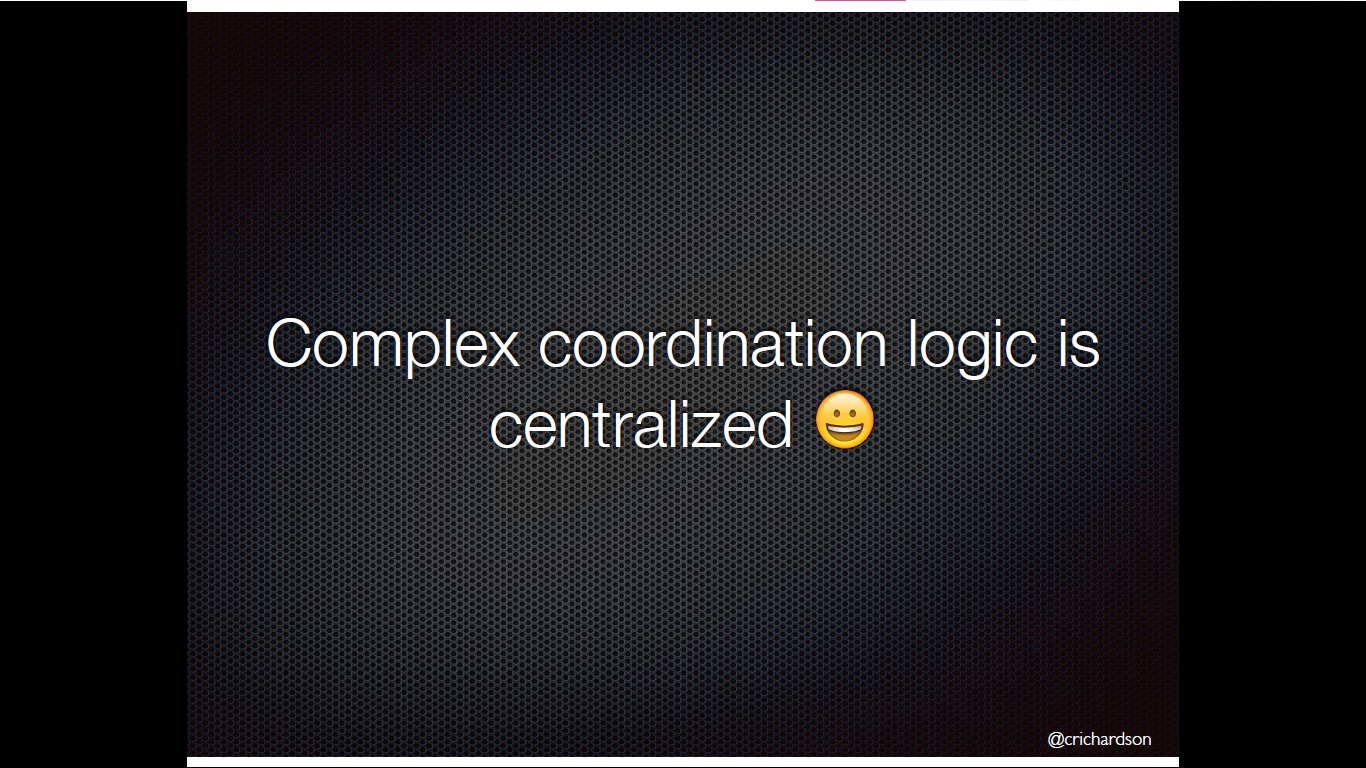 Complex coordination logic is
centralized 😀
@crichardson